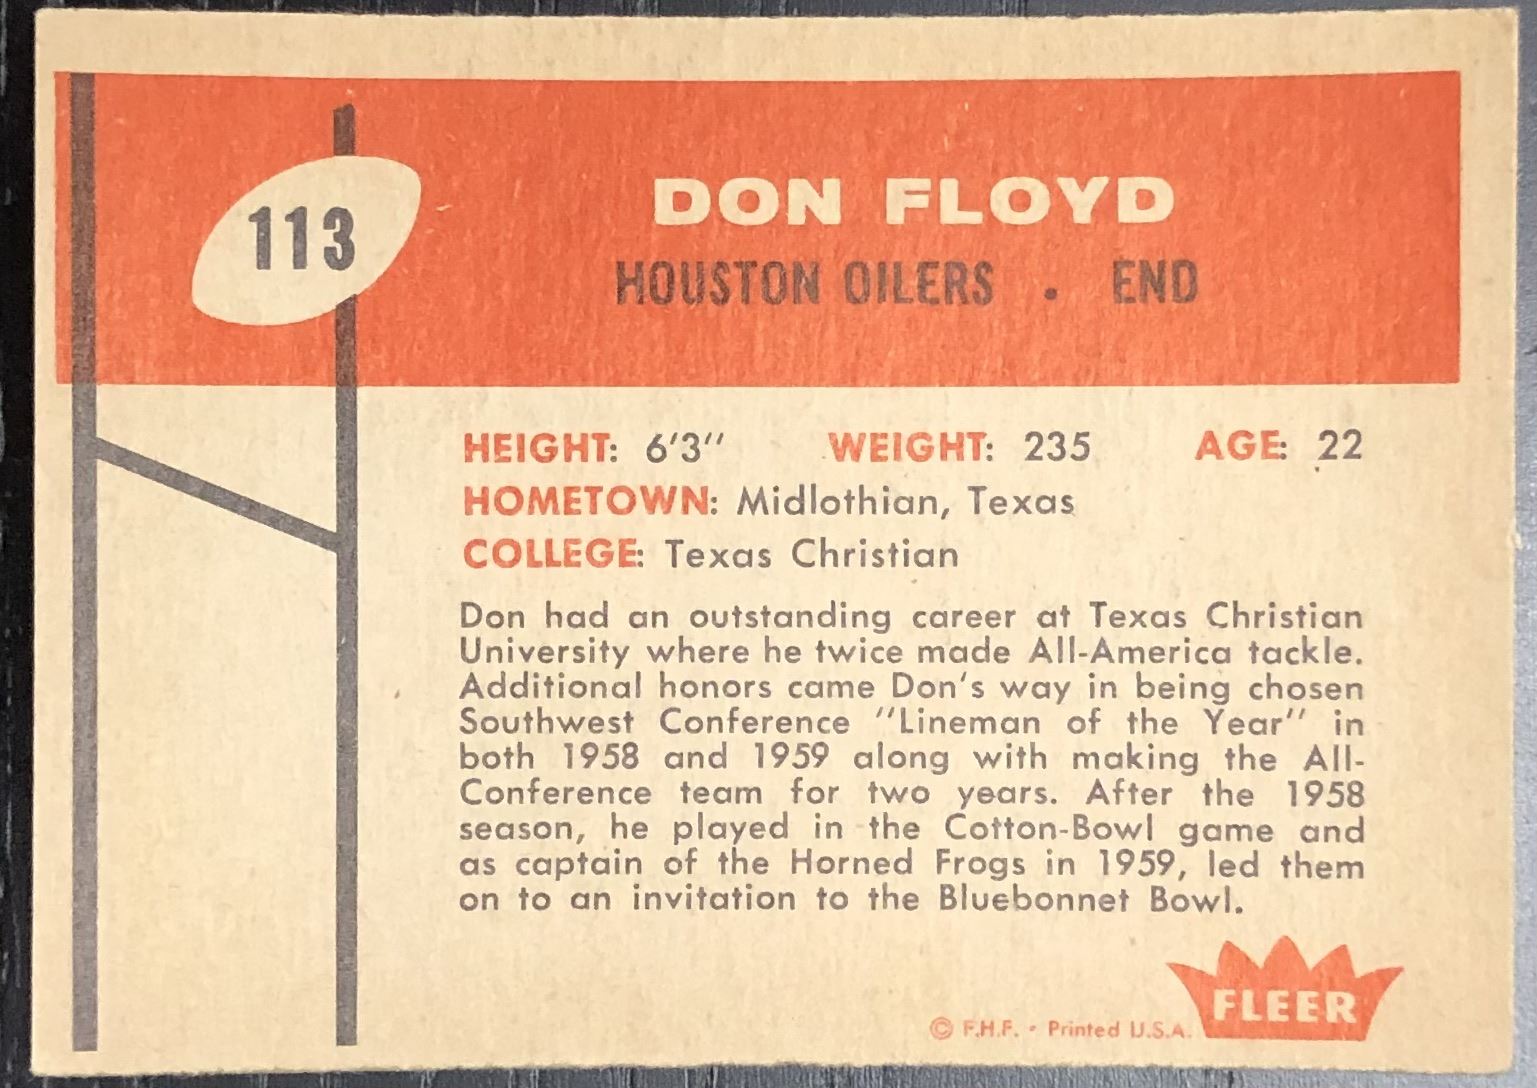 113
DON FLOYD
HOUSTON OILERS . END
HEIGHT: 6'3" WEIGHT: 235 AGE: 22
HOMETOWN: Midlothian, Texas
COLLEGE: Texas Christian
Don had an outstanding career at Texas Christian
University where he twice made All-America tackle.
Additional honors came Don's way in being chosen
Southwest Conference "Lineman of the Year" in
both 1958 and 1959 along with making the All-
Conference team for two years. After the 1958
season, he played in the Cotton-Bowl game and
as captain of the Horned Frogs in 1959, led them
on to an invitation to the Bluebonnet Bowl.
© F.H.F. • Printed U.S.A.
FLEER